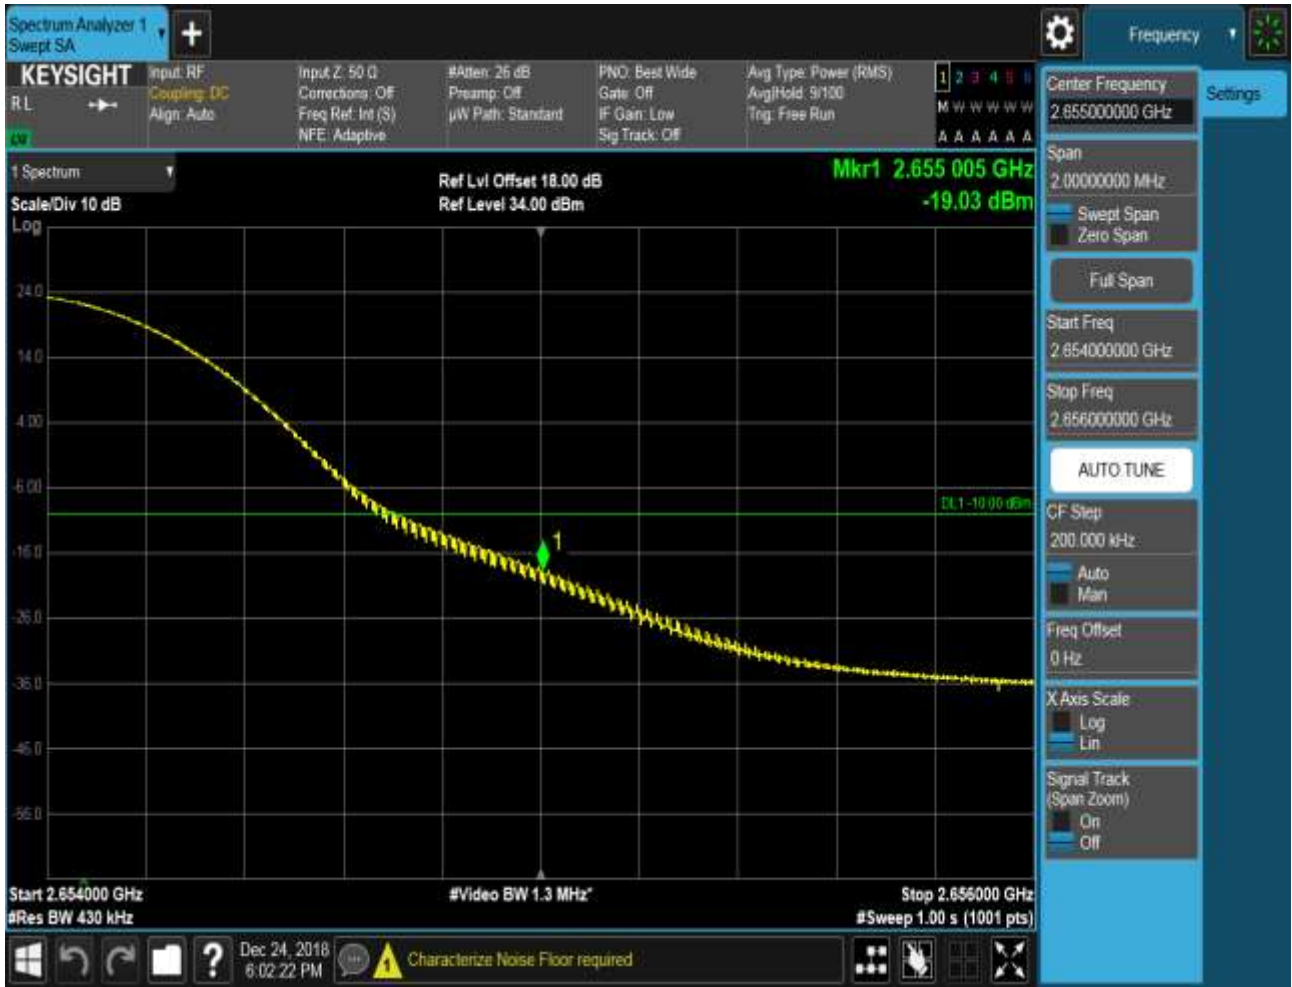 Spectrum Analyzer 1
Swept SA
+
Frequency
KEYSIGHT
RL
Input: RF
Coupling: DC
Align: Auto
Input Z: 50 Ω
Corrections: Off
Freq Ref: Int (S)
NFE: Adaptive
#Atten: 26 dB
Preamp: Off
µW Path: Standard
PNO: Best Wide
Gate: Off
IF Gain: Low
Sig Track: Off
Avg Type: Power (RMS)
Avg|Hold: 9/100
Trig: Free Run
1 2 3 4 5 6
M W W W W W
A A A A A A
1 Spectrum
Scale/Div 10 dB
Log
Ref Lvl Offset 18.00 dB
Ref Level 34.00 dBm
Mkr1 2.655 005 GHz
-19.03 dBm
24.0
14.0
4.00
-6.00
-16.0
-26.0
-36.0
-46.0
-56.0
DL1 -10.00 dBm
1
Start 2.654000 GHz
#Res BW 430 kHz
#Video BW 1.3 MHz*
Stop 2.656000 GHz
#Sweep 1.00 s (1001 pts)
Center Frequency
2.655000000 GHz
Settings
Span
2.00000000 MHz
Swept Span
Zero Span
Full Span
Start Freq
2.654000000 GHz
Stop Freq
2.656000000 GHz
AUTO TUNE
CF Step
200.000 kHz
Auto
Man
Freq Offset
0 Hz
X Axis Scale
Log
Lin
Signal Track
(Span Zoom)
On
Off
?
Dec 24, 2018
6:02:22 PM
Characterize Noise Floor required